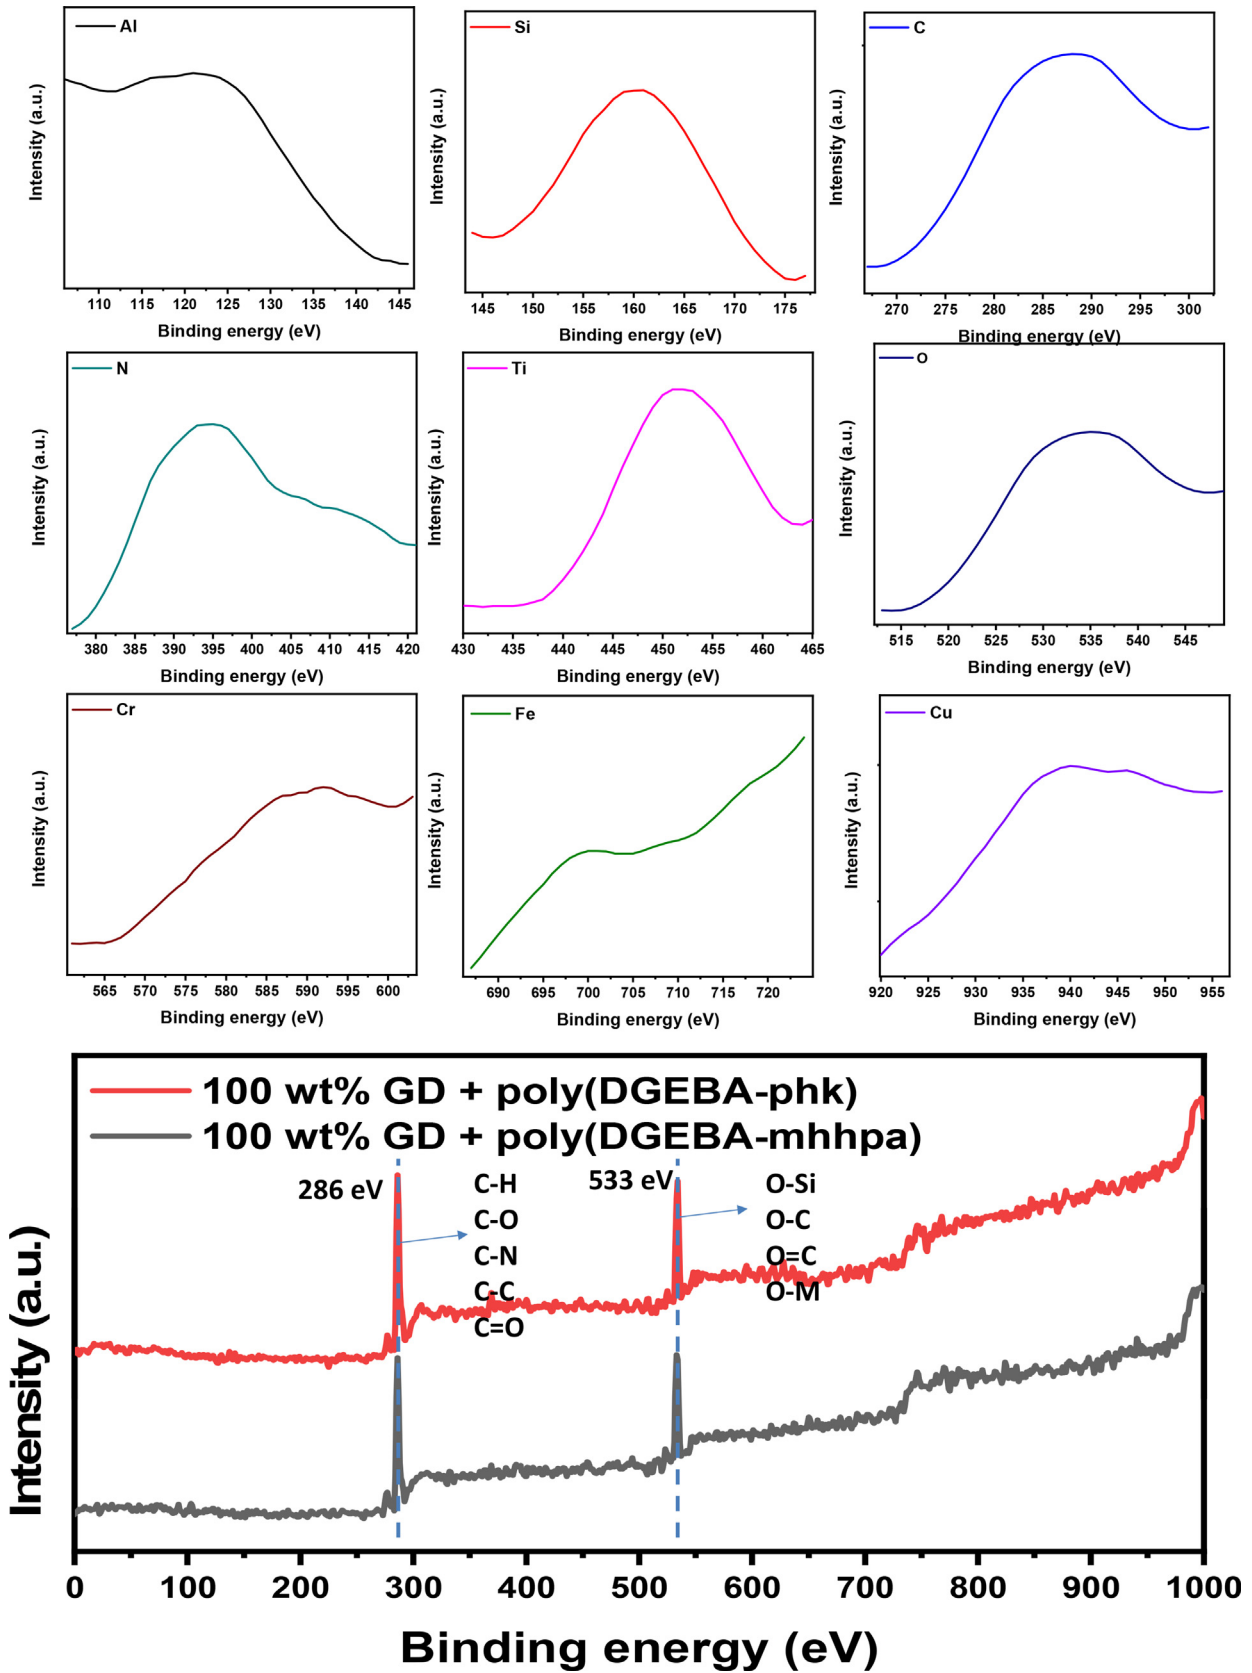 Al
Intensity (a.u.)
110 115 120 125 130 135 140 145
Binding energy (eV)
Si
Intensity (a.u.)
145 150 155 160 165 170 175
Binding energy (eV)
C
Intensity (a.u.)
270 275 280 285 290 295 300
Binding energy (eV)
N
Intensity (a.u.)
380 385 390 395 400 405 410 415 420
Binding energy (eV)
Ti
Intensity (a.u.)
430 435 440 445 450 455 460 465
Binding energy (eV)
O
Intensity (a.u.)
515 520 525 530 535 540 545
Binding energy (eV)
Cr
Intensity (a.u.)
565 570 575 580 585 590 595 600
Binding energy (eV)
Fe
Intensity (a.u.)
690 695 700 705 710 715 720
Binding energy (eV)
Cu
Intensity (a.u.)
920 925 930 935 940 945 950 955
Binding energy (eV)
100 wt% GD + poly(DGEBA-phk)
100 wt% GD + poly(DGEBA-mhhpa)
286 eV
C-H
C-O
C-N
C-C
C=O
533 eV
O-Si
O-C
O=C
O-M
Intensity (a.u.)
0 100 200 300 400 500 600 700 800 900 1000
Binding energy (eV)